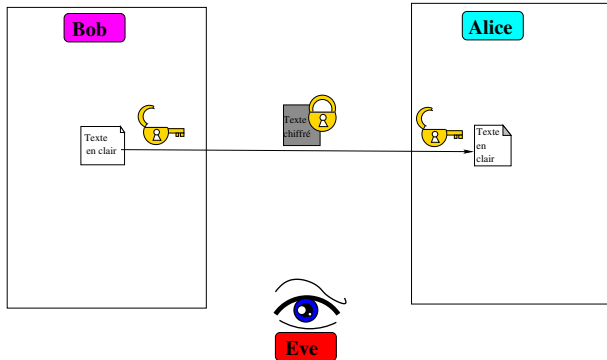 Bob
Alice
Texte
en clair
Texte
chiffré
Texte
en
clair
Eve